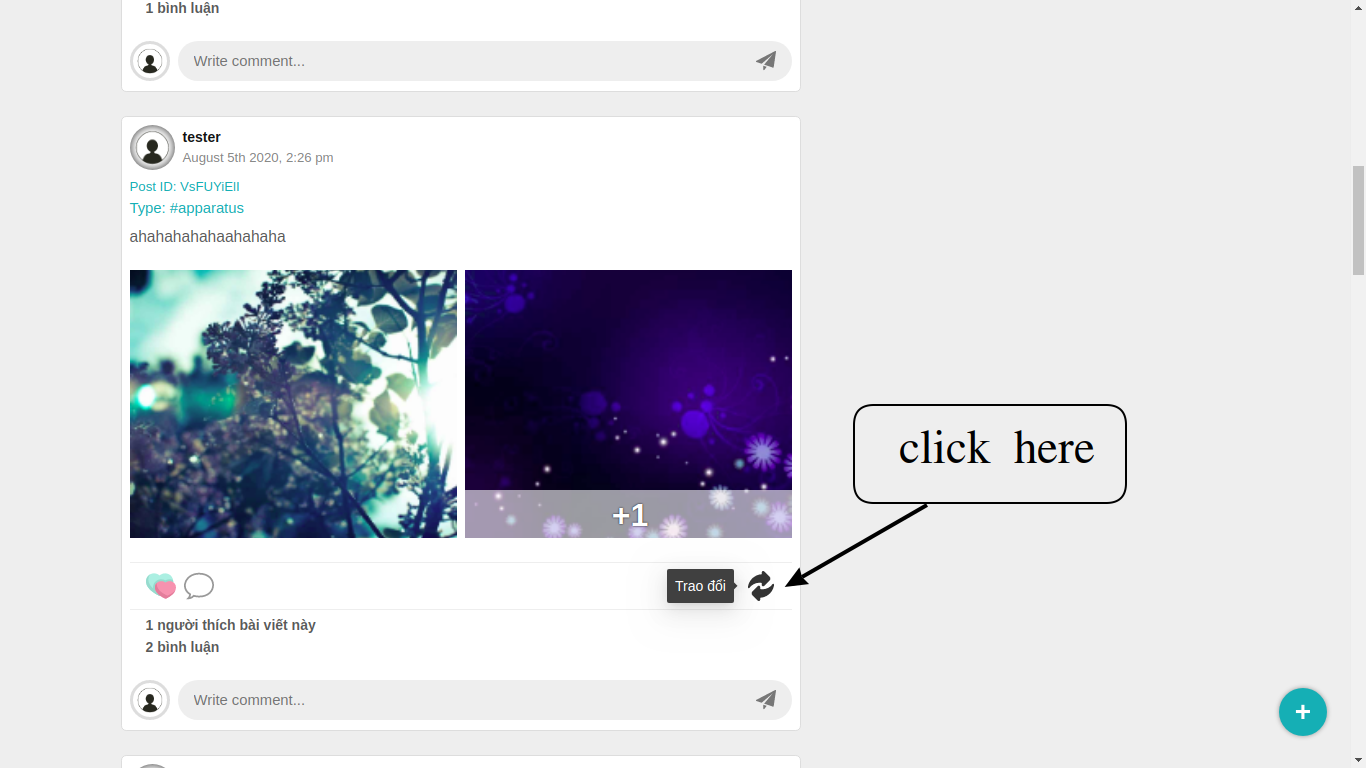 1 bình luận
Write comment...
tester
August 5th 2020, 2:26 pm
Post ID: VsFUYiElI
Type: #apparatus
ahahahahahaahahaha
+1
click here
Trao đổi
1 người thích bài viết này
2 bình luận
Write comment...
+